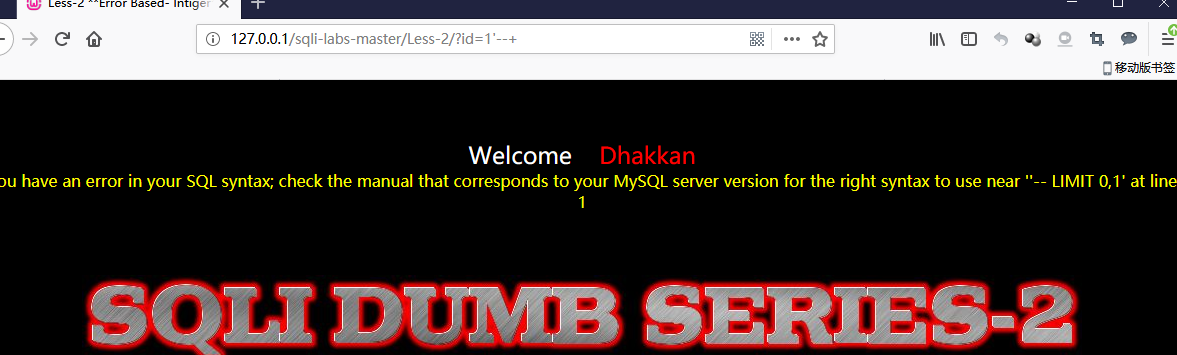 Less-2 **Error Based- Intiger
127.0.0.1/sqli-labs-master/Less-2/?id=1'--+
移动版书签
Welcome Dhakkan
ou have an error in your SQL syntax; check the manual that corresponds to your MySQL server version for the right syntax to use near ''-- LIMIT 0,1' at line
1
SQLI DUMB SERIES-2